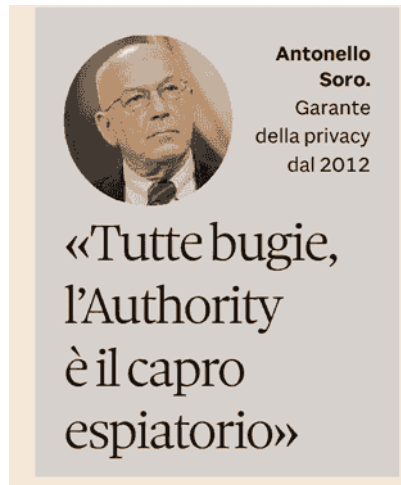 Antonello
Soro.
Garante
della privacy
dal 2012
«Tutte bugie,
l’Authority
è il capro
espiatorio»